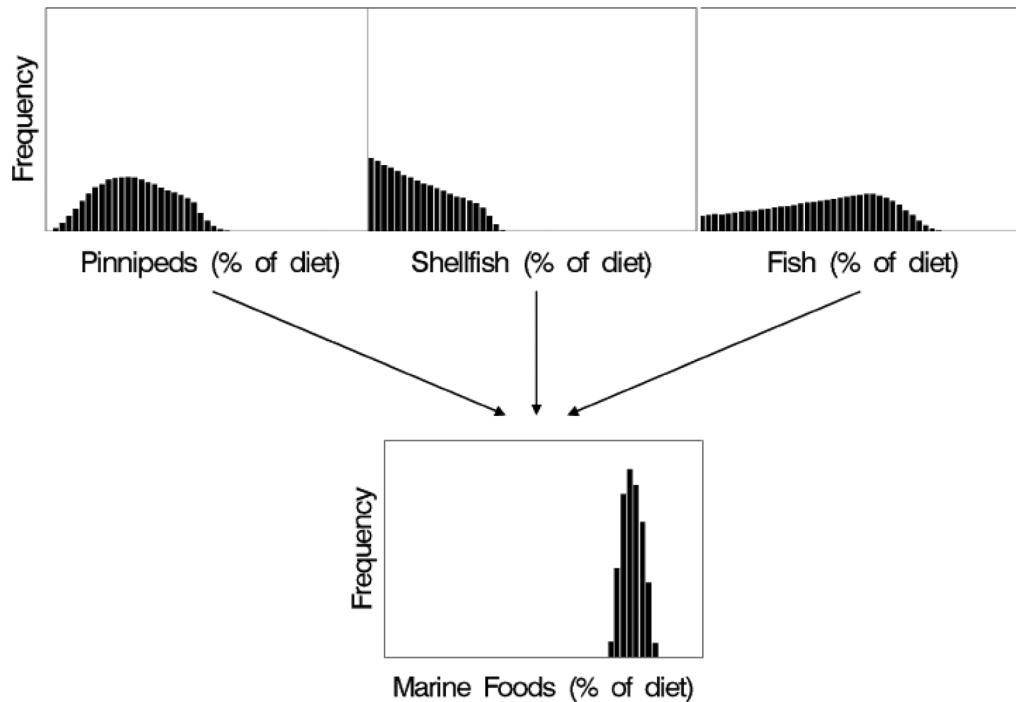 Frequency
Pinnipeds (% of diet)
Shellfish (% of diet)
Fish (% of diet)
Frequency
Marine Foods (% of diet)